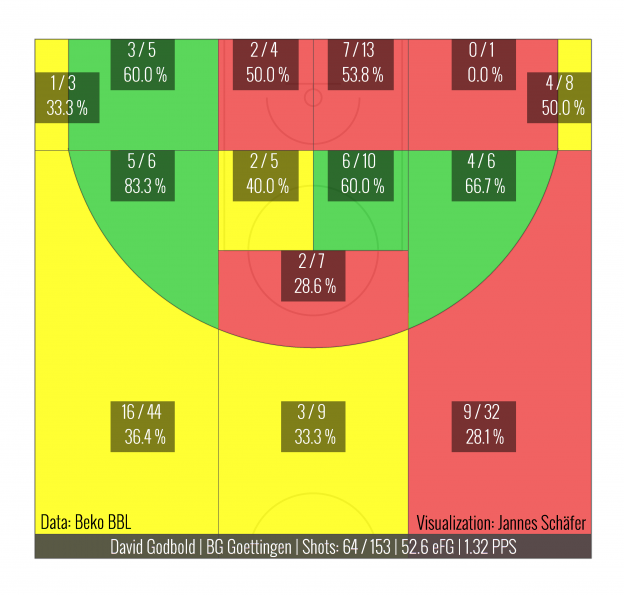 3 / 5
60.0 %
2 / 4
50.0 %
7 / 13
53.8 %
0 / 1
0.0 %
1 / 3
33.3 %
4 / 8
50.0 %
5 / 6
83.3 %
2 / 5
40.0 %
6 / 10
60.0 %
4 / 6
66.7 %
2 / 7
28.6 %
16 / 44
36.4 %
3 / 9
33.3 %
9 / 32
28.1 %
Data: Beko BBL
Visualization: Jannes Schäfer
David Godbold | BG Goettingen | Shots: 64 / 153 | 52.6 eFG | 1.32 PPS